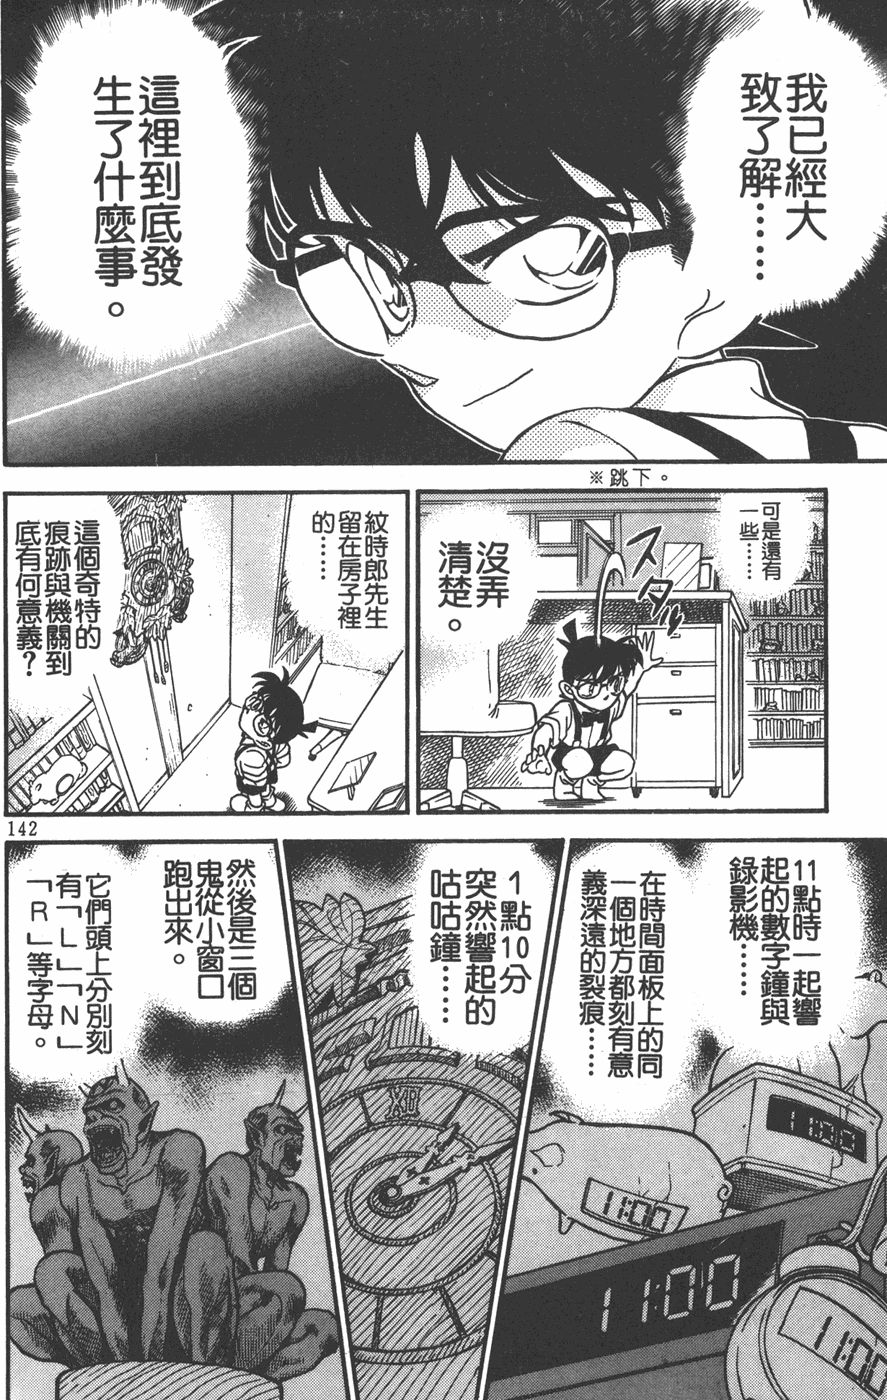 我已經大
致了解……
這裡到底發
生了什麼事。
※跳下。
可是還有
一些……
スタッ
沒弄
清楚。
紋時郎先生
留在房子裡
的……
這個奇特的
痕跡與機關到
底有何意義？
142
11點時一起響
起的數字鐘與
錄影機……
在時間面板上的同
一個地方都刻有意
義深遠的裂痕……
11:00
11:00
11:00
11:00
1點10分
突然響起的
咕咕鐘……
XII
然後是三個
鬼從小窗口
跑出來。
它們頭上分別刻
有「L」「N」
「R」等字母。